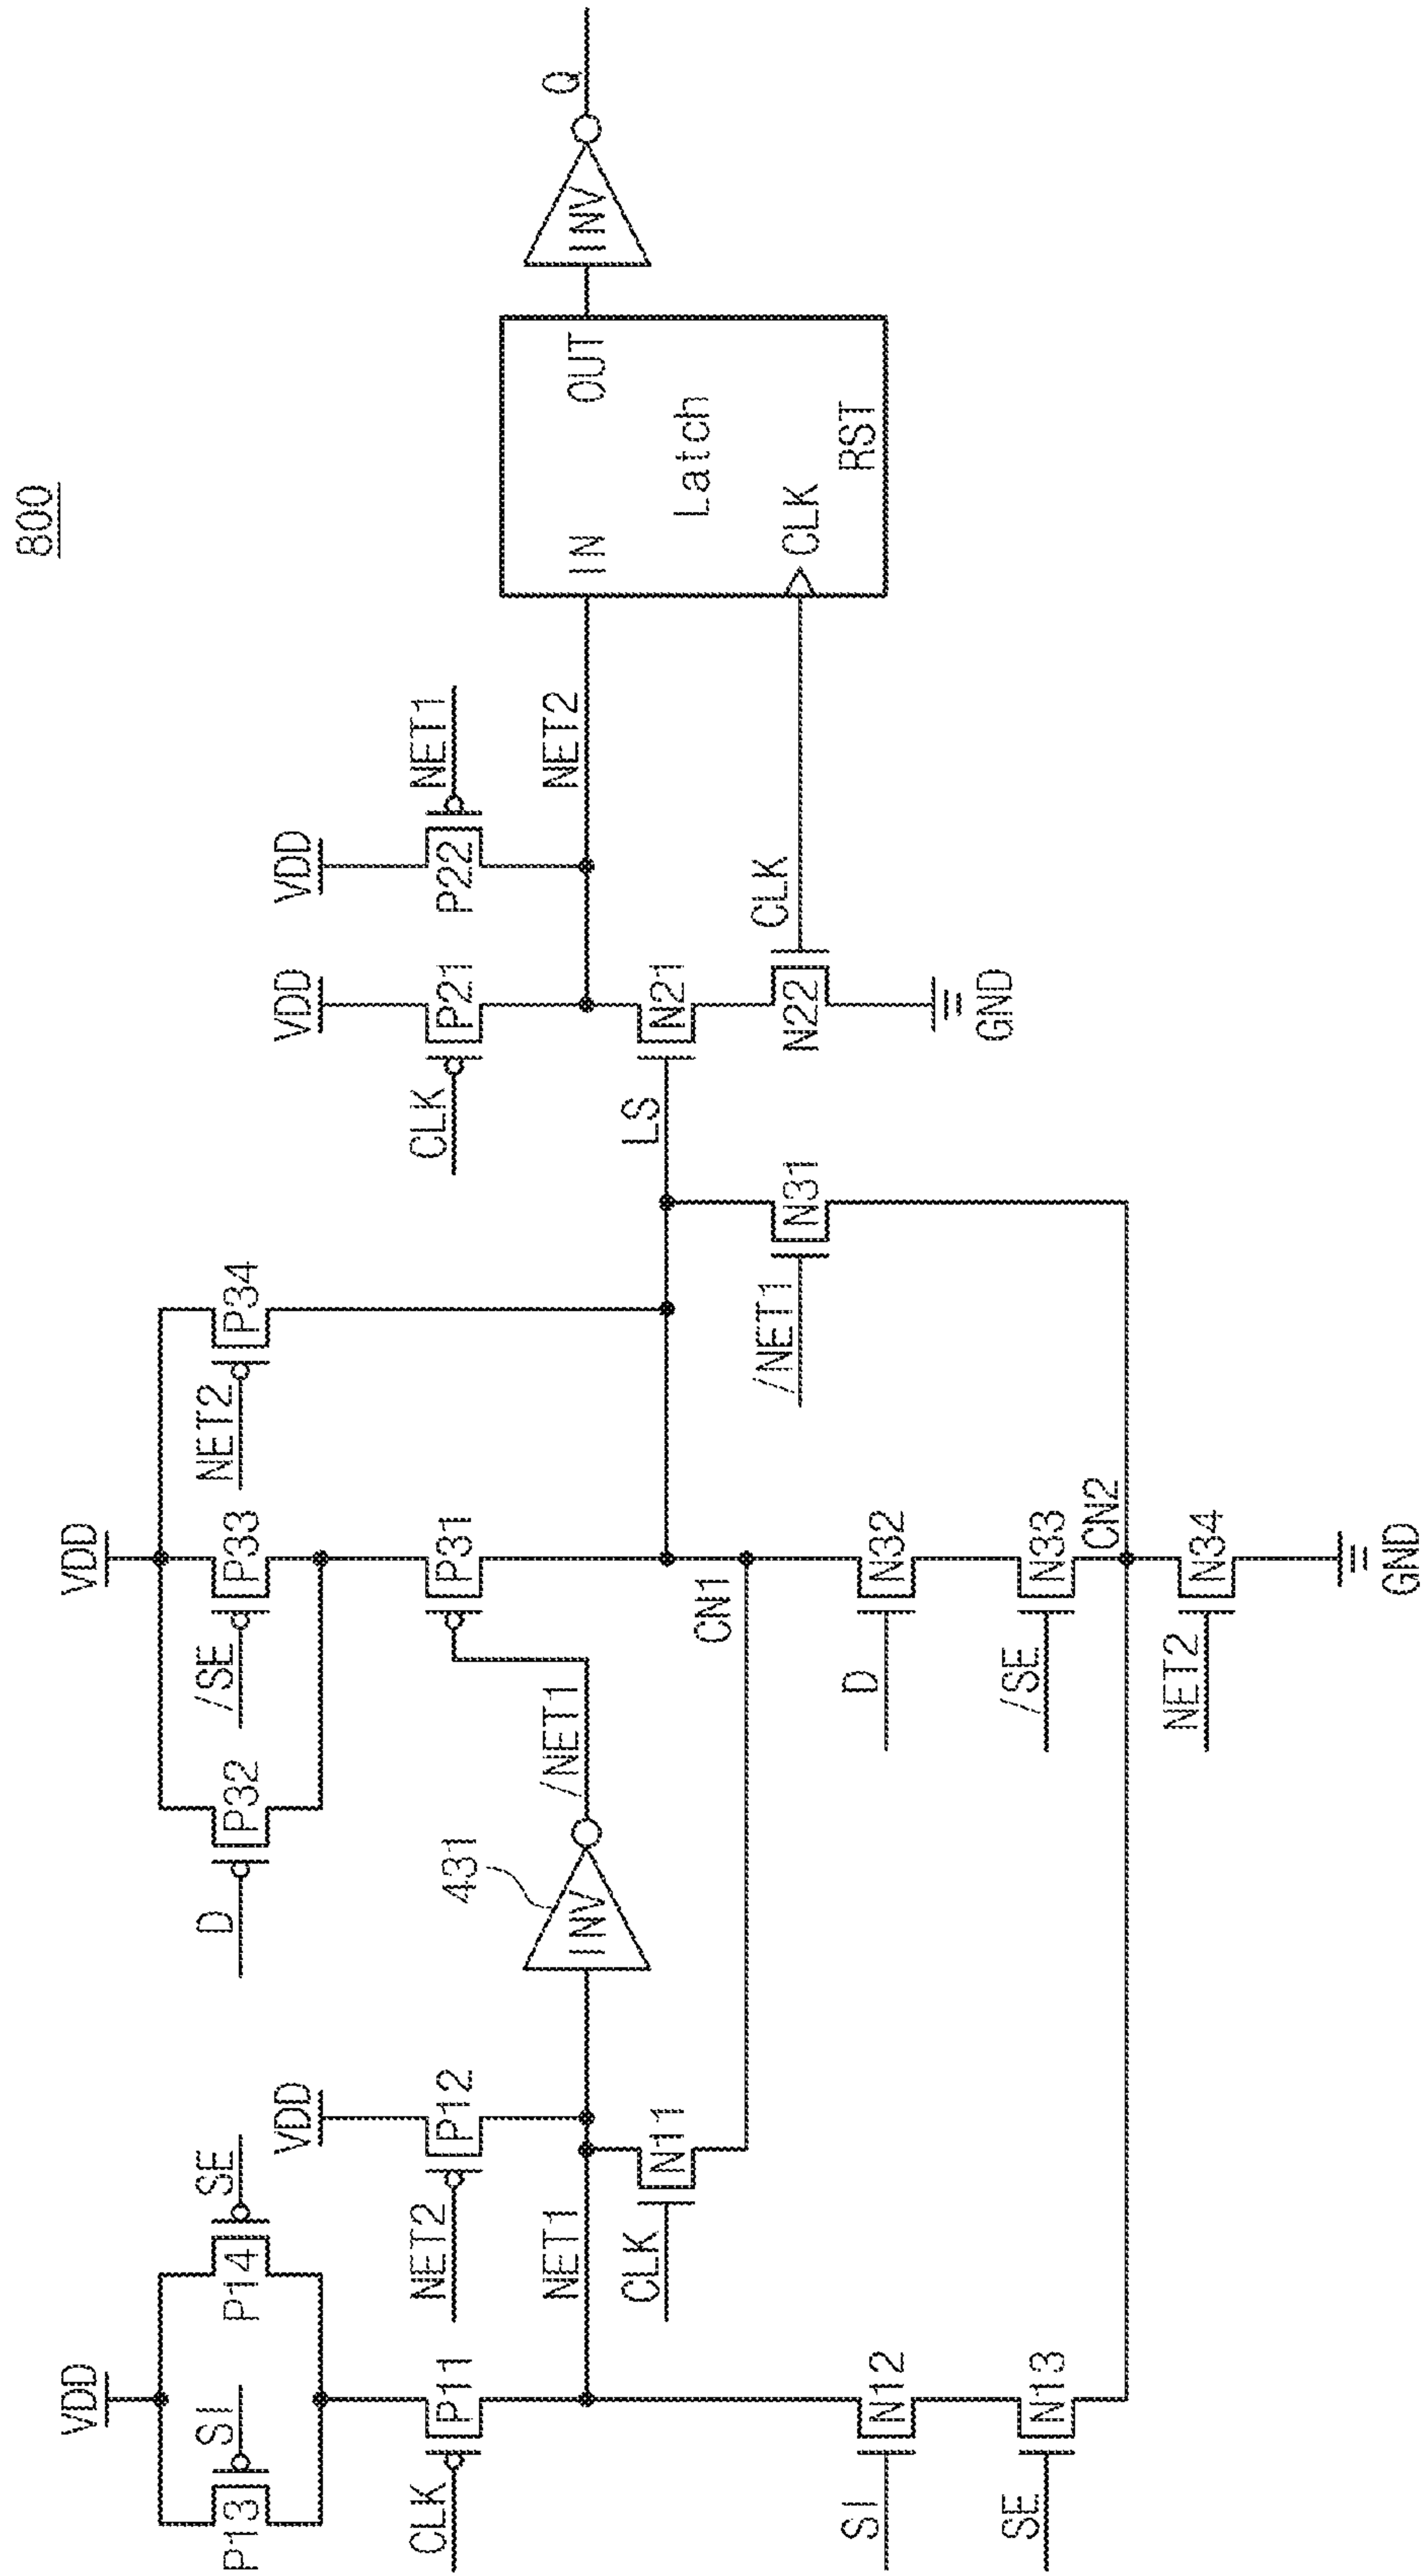 800
VDD
SI
P13
P14
SE
CLK
P11
NET2
P12
VDD
NET1
CLK
N11
SI
N12
SE
N13
INV
431
/NET1
D
P32
/SE
P33
VDD
NET2
P34
P31
CN1
D
N32
/SE
N33
CN2
NET2
N34
GND
/NET1
N31
LS
CLK
P21
VDD
N21
N22
CLK
GND
VDD
P22
NET1
NET2
IN
OUT
Latch
CLK
RST
INV
Q